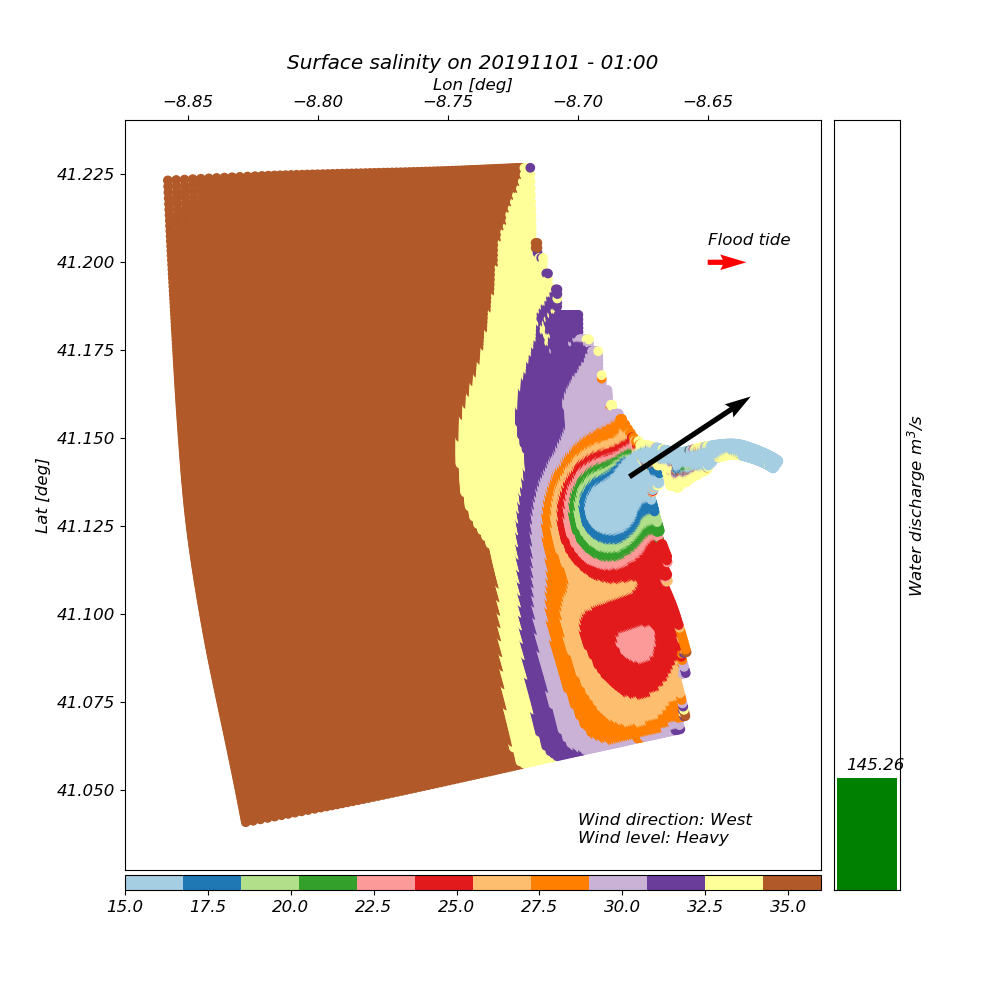 Surface salinity on 20191101 - 01:00
Lon [deg]
−8.85 −8.80 −8.75 −8.70 −8.65
41.225
41.200
41.175
41.150
41.125
41.100
41.075
41.050
Lat [deg]
Flood tide
Wind direction: West
Wind level: Heavy
Water discharge m³/s
145.26
15.0 17.5 20.0 22.5 25.0 27.5 30.0 32.5 35.0